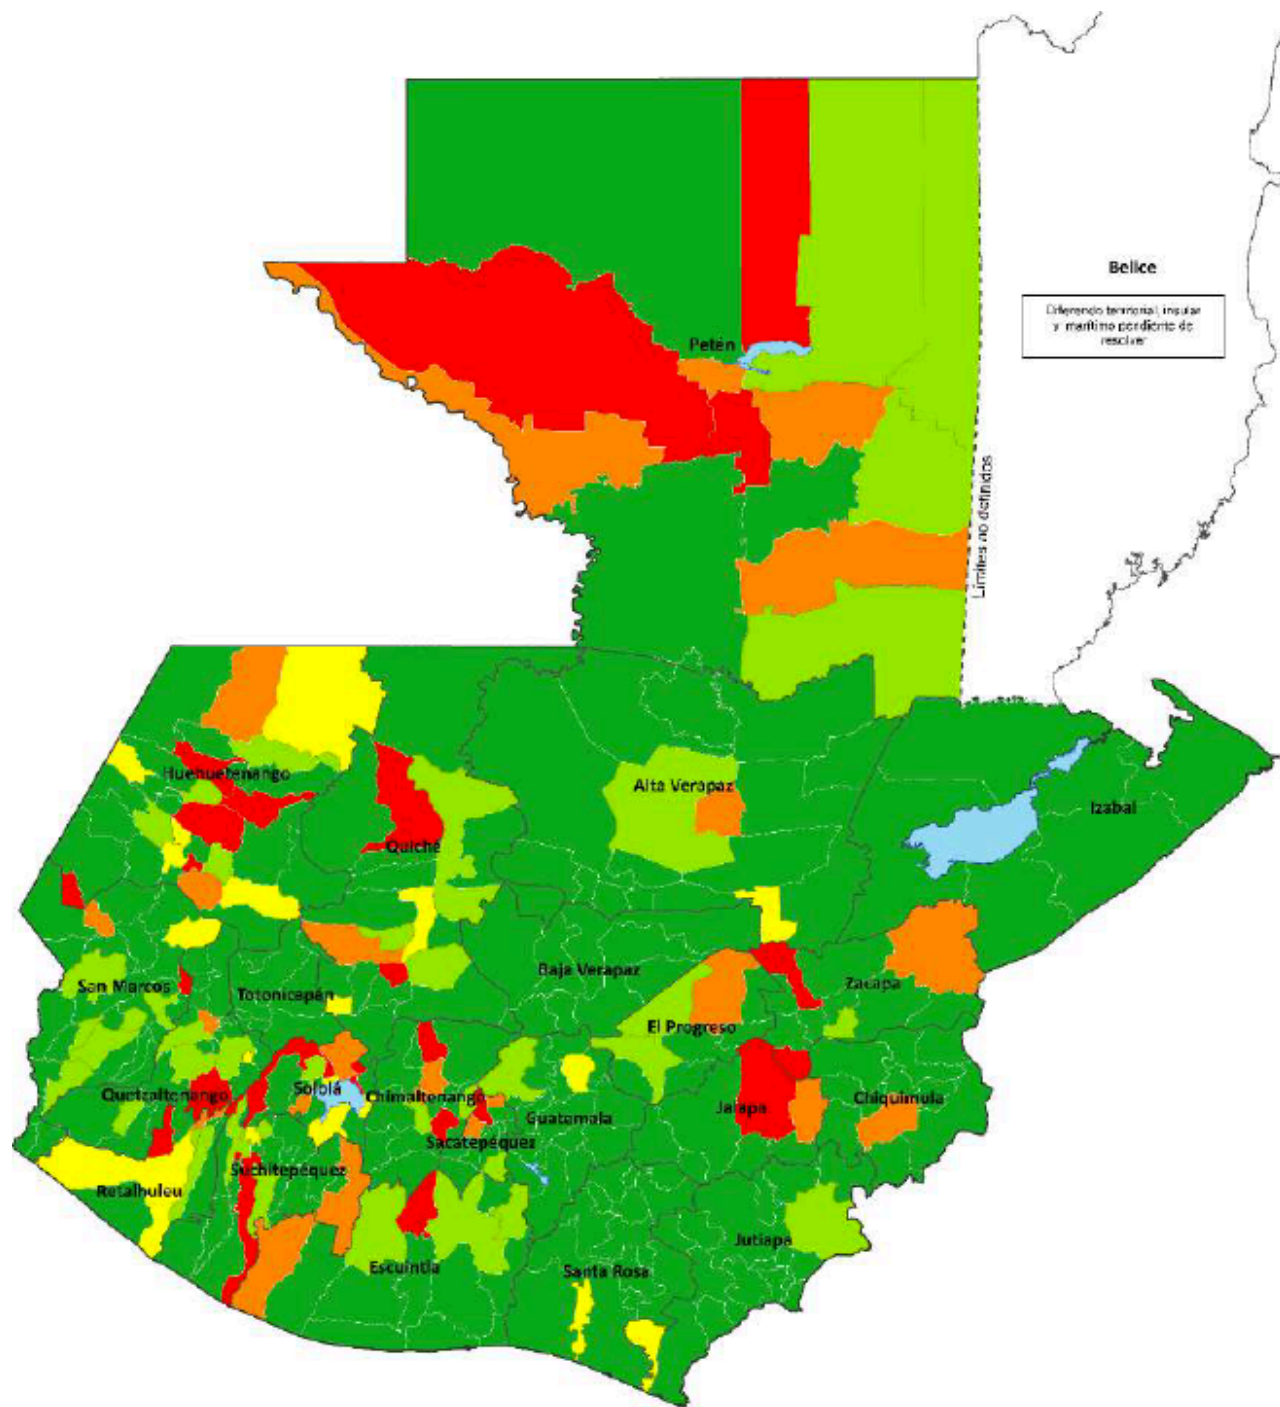 Belice
Diferendo territorial, insular
y marítimo pendiente de
resolver
Petén
Límites no definidos
Huehuetenango
Alta Verapaz
Izabal
Quiché
San Marcos
Totonicapán
Baja Verapaz
Zacapa
El Progreso
Quetzaltenango
Sololá
Chimaltenango
Guatemala
Jalapa
Chiquimula
Sacatepéquez
Suchitepéquez
Retalhuleu
Jutiapa
Escuintla
Santa Rosa